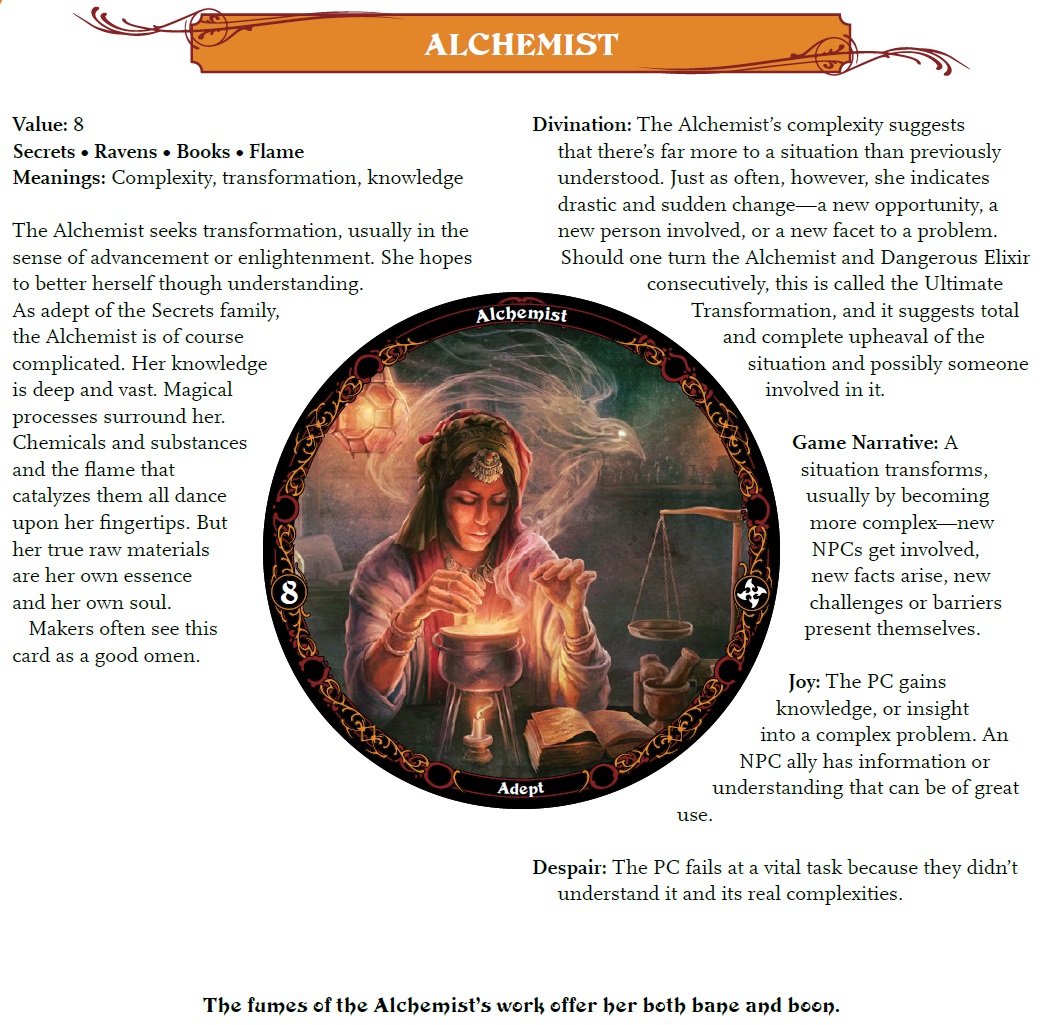 ALCHEMIST
Value: 8
Secrets • Ravens • Books • Flame
Meanings: Complexity, transformation, knowledge
The Alchemist seeks transformation, usually in the
sense of advancement or enlightenment. She hopes
to better herself though understanding.
As adept of the Secrets family,
the Alchemist is of course
complicated. Her knowledge
is deep and vast. Magical
processes surround her.
Chemicals and substances
and the flame that
catalyzes them all dance
upon her fingertips. But
her true raw materials
are her own essence
and her own soul.
Makers often see this
card as a good omen.
Alchemist
8
Adept
Divination: The Alchemist's complexity suggests
that there's far more to a situation than previously
understood. Just as often, however, she indicates
drastic and sudden change—a new opportunity, a
new person involved, or a new facet to a problem.
Should one turn the Alchemist and Dangerous Elixir
consecutively, this is called the Ultimate
Transformation, and it suggests total
and complete upheaval of the
situation and possibly someone
involved in it.
Game Narrative: A
situation transforms,
usually by becoming
more complex—new
NPCs get involved,
new facts arise, new
challenges or barriers
present themselves.
Joy: The PC gains
knowledge, or insight
into a complex problem. An
NPC ally has information or
understanding that can be of great
use.
Despair: The PC fails at a vital task because they didn't
understand it and its real complexities.
The fumes of the Alchemist's work offer her both bane and boon.